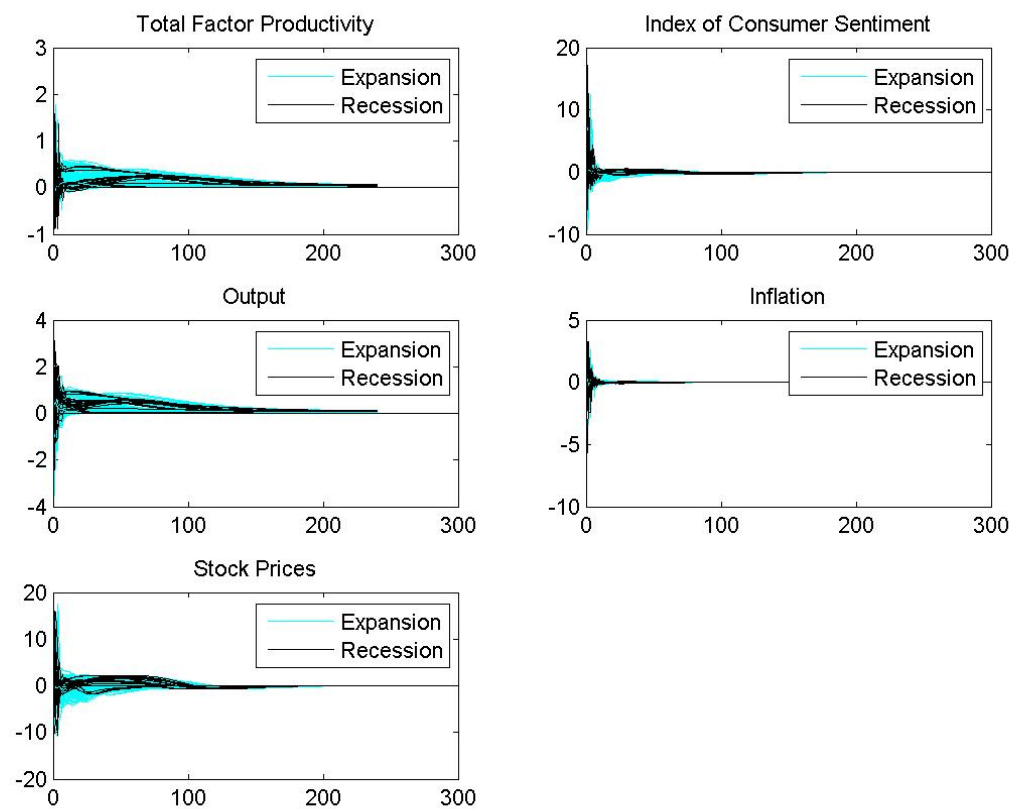 Total Factor Productivity
3
2
1
0
-1
0 100 200 300
Expansion
Recession
Index of Consumer Sentiment
20
10
0
-10
0 100 200 300
Expansion
Recession
Output
4
2
0
-2
-4
0 100 200 300
Expansion
Recession
Inflation
5
0
-5
-10
0 100 200 300
Expansion
Recession
Stock Prices
20
10
0
-10
-20
0 100 200 300
Expansion
Recession